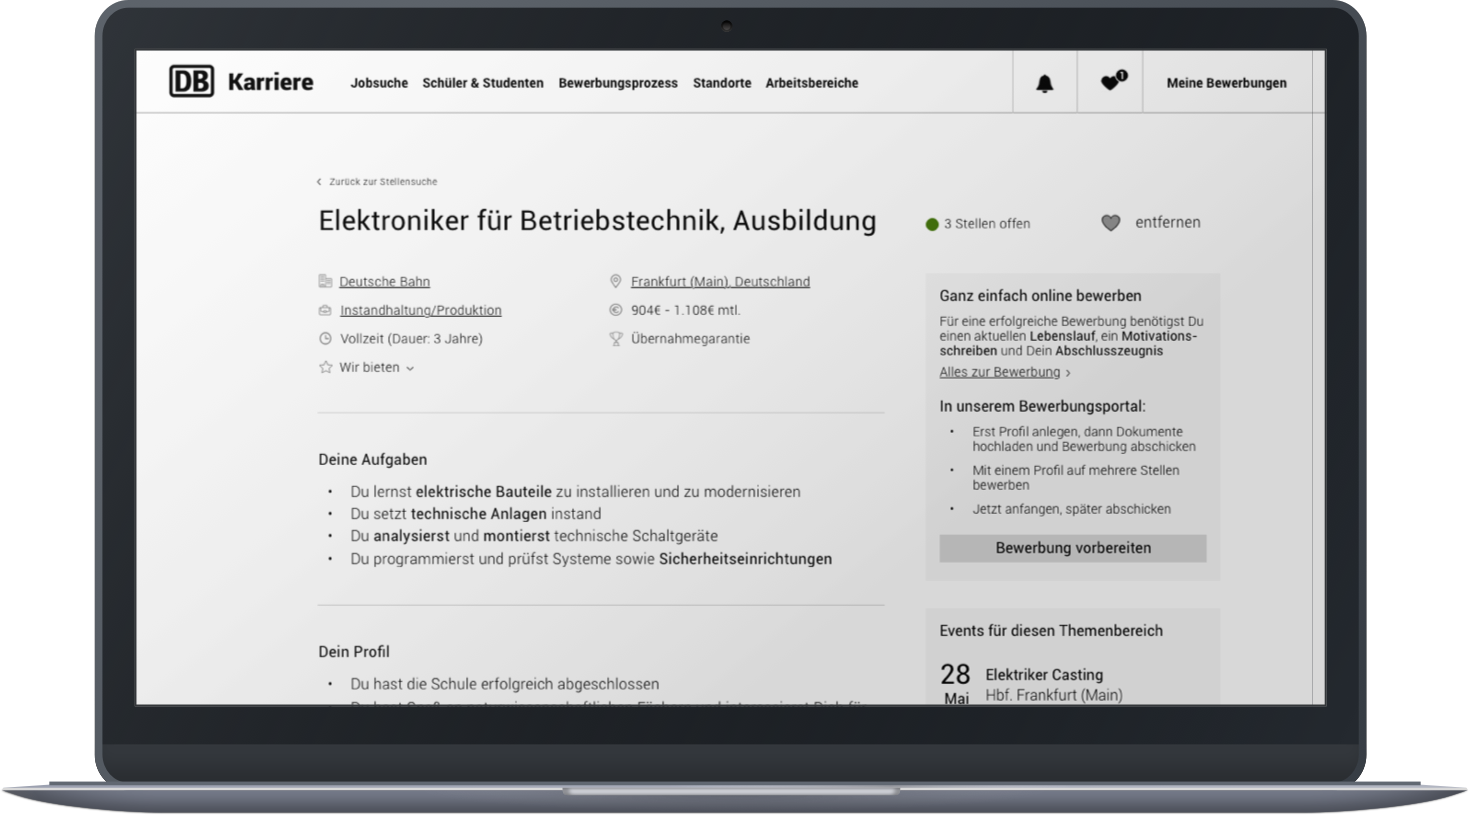 DB Karriere
Jobsuche Schüler & Studenten Bewerbungsprozess Standorte Arbeitsbereiche
1
Meine Bewerbungen
Zurück zur Stellensuche
Elektroniker für Betriebstechnik, Ausbildung
3 Stellen offen
entfernen
Deutsche Bahn
Frankfurt (Main), Deutschland
Instandhaltung/Produktion
904€ - 1.108€ mtl.
Vollzeit (Dauer: 3 Jahre)
Übernahmegarantie
Wir bieten
Deine Aufgaben
• Du lernst elektrische Bauteile zu installieren und zu modernisieren
• Du setzt technische Anlagen instand
• Du analysierst und montierst technische Schaltgeräte
• Du programmierst und prüfst Systeme sowie Sicherheitseinrichtungen
Dein Profil
• Du hast die Schule erfolgreich abgeschlossen
Ganz einfach online bewerben
Für eine erfolgreiche Bewerbung benötigst Du
einen aktuellen Lebenslauf, ein Motivations-
schreiben und Dein Abschlusszeugnis
Alles zur Bewerbung
In unserem Bewerbungsportal:
• Erst Profil anlegen, dann Dokumente
hochladen und Bewerbung abschicken
• Mit einem Profil auf mehrere Stellen
bewerben
• Jetzt anfangen, später abschicken
Bewerbung vorbereiten
Events für diesen Themenbereich
28
Mai
Elektriker Casting
Hbf. Frankfurt (Main)